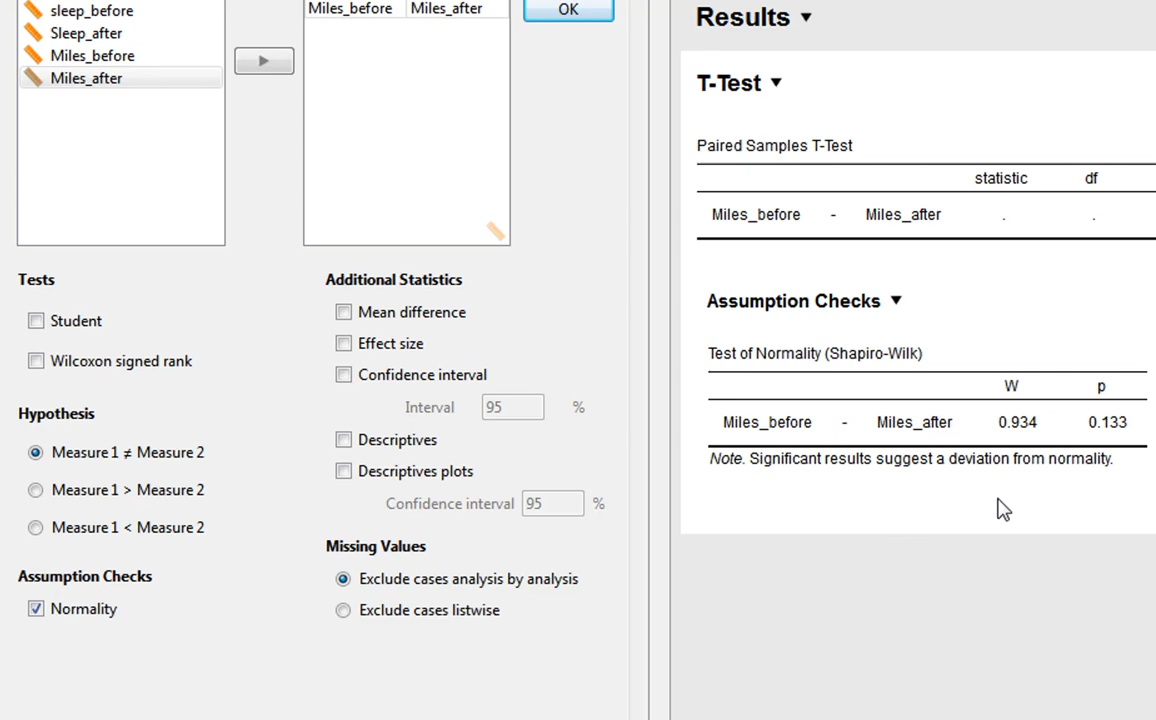 sleep_before
Sleep_after
Miles_before
Miles_after
Miles_before Miles_after
OK
Tests
Student
Wilcoxon signed rank
Hypothesis
Measure 1 ≠ Measure 2
Measure 1 > Measure 2
Measure 1 < Measure 2
Assumption Checks
Normality
Additional Statistics
Mean difference
Effect size
Confidence interval
Interval 95 %
Descriptives
Descriptives plots
Confidence interval 95 %
Missing Values
Exclude cases analysis by analysis
Exclude cases listwise
Results
T-Test
Paired Samples T-Test
statistic df
Miles_before - Miles_after . .
Assumption Checks
Test of Normality (Shapiro-Wilk)
W p
Miles_before - Miles_after 0.934 0.133
Note. Significant results suggest a deviation from normality.